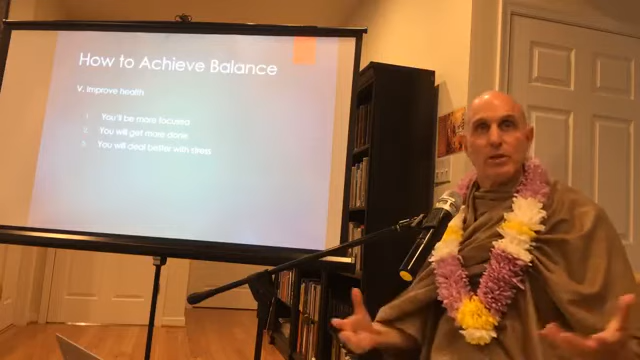 How to Achieve Balance
V. Improve health
1. You'll be more focused
2. You will get more done
3. You will deal better with stress